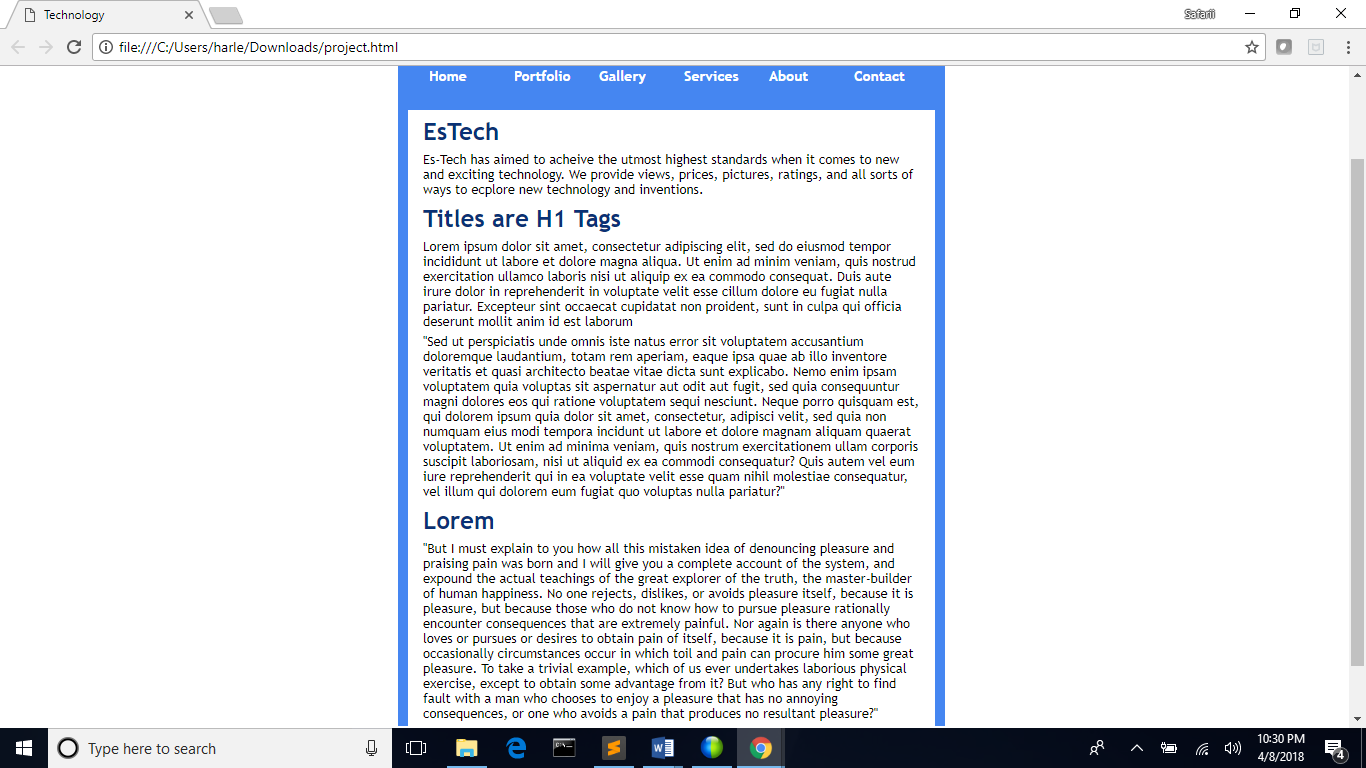 Technology
Safarii
file:///C:/Users/harle/Downloads/project.html
Home Portfolio Gallery Services About Contact
EsTech
Es-Tech has aimed to acheive the utmost highest standards when it comes to new
and exciting technology. We provide views, prices, pictures, ratings, and all sorts of
ways to ecplore new technology and inventions.
Titles are H1 Tags
Lorem ipsum dolor sit amet, consectetur adipiscing elit, sed do eiusmod tempor
incididunt ut labore et dolore magna aliqua. Ut enim ad minim veniam, quis nostrud
exercitation ullamco laboris nisi ut aliquip ex ea commodo consequat. Duis aute
irure dolor in reprehenderit in voluptate velit esse cillum dolore eu fugiat nulla
pariatur. Excepteur sint occaecat cupidatat non proident, sunt in culpa qui officia
deserunt mollit anim id est laborum
"Sed ut perspiciatis unde omnis iste natus error sit voluptatem accusantium
doloremque laudantium, totam rem aperiam, eaque ipsa quae ab illo inventore
veritatis et quasi architecto beatae vitae dicta sunt explicabo. Nemo enim ipsam
voluptatem quia voluptas sit aspernatur aut odit aut fugit, sed quia consequuntur
magni dolores eos qui ratione voluptatem sequi nesciunt. Neque porro quisquam est,
qui dolorem ipsum quia dolor sit amet, consectetur, adipisci velit, sed quia non
numquam eius modi tempora incidunt ut labore et dolore magnam aliquam quaerat
voluptatem. Ut enim ad minima veniam, quis nostrum exercitationem ullam corporis
suscipit laboriosam, nisi ut aliquid ex ea commodi consequatur? Quis autem vel eum
iure reprehenderit qui in ea voluptate velit esse quam nihil molestiae consequatur,
vel illum qui dolorem eum fugiat quo voluptas nulla pariatur?"
Lorem
"But I must explain to you how all this mistaken idea of denouncing pleasure and
praising pain was born and I will give you a complete account of the system, and
expound the actual teachings of the great explorer of the truth, the master-builder
of human happiness. No one rejects, dislikes, or avoids pleasure itself, because it is
pleasure, but because those who do not know how to pursue pleasure rationally
encounter consequences that are extremely painful. Nor again is there anyone who
loves or pursues or desires to obtain pain of itself, because it is pain, but because
occasionally circumstances occur in which toil and pain can procure him some great
pleasure. To take a trivial example, which of us ever undertakes laborious physical
exercise, except to obtain some advantage from it? But who has any right to find
fault with a man who chooses to enjoy a pleasure that has no annoying
consequences, or one who avoids a pain that produces no resultant pleasure?"
Type here to search
10:30 PM
4/8/2018
4